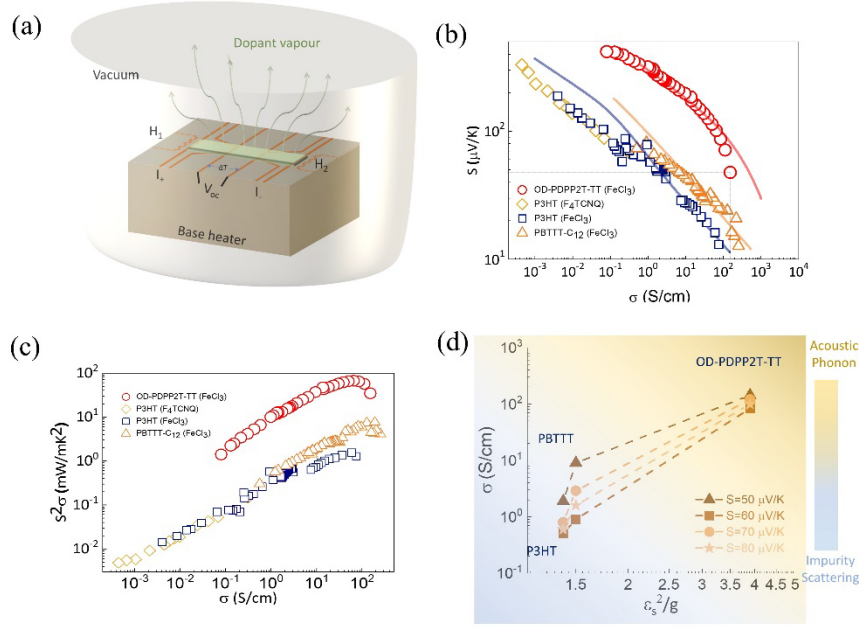 (a)
Dopant vapour
Vacuum
H₁
H₂
I₊
V_oc
ΔT
I₋
Base heater
(b)
S (μV/K)
10²
10¹
OD-PDPP2T-TT (FeCl₃)
P3HT (F₄TCNQ)
P3HT (FeCl₃)
PBTTT-C₁₂ (FeCl₃)
10⁻³ 10⁻² 10⁻¹ 10⁰ 10¹ 10² 10³ 10⁴
σ (S/cm)
(c)
S²σ (mW/mK²)
10²
10¹
10⁰
10⁻¹
10⁻²
OD-PDPP2T-TT (FeCl₃)
P3HT (F₄TCNQ)
P3HT (FeCl₃)
PBTTT-C₁₂ (FeCl₃)
10⁻³ 10⁻² 10⁻¹ 10⁰ 10¹ 10²
σ (S/cm)
(d)
σ (S/cm)
10³
10²
10¹
10⁰
10⁻¹
OD-PDPP2T-TT
PBTTT
P3HT
S=50 μV/K
S=60 μV/K
S=70 μV/K
S=80 μV/K
1.5 2 2.5 3 3.5 4 4.5 5
εₛ²/g
Acoustic
Phonon
Impurity
Scattering